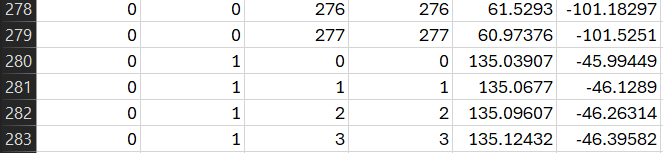 278 0 0 276 276 61.5293 -101.18297
279 0 0 277 277 60.97376 -101.5251
280 0 1 0 0 135.03907 -45.99449
281 0 1 1 1 135.0677 -46.1289
282 0 1 2 2 135.09607 -46.26314
283 0 1 3 3 135.12432 -46.39582